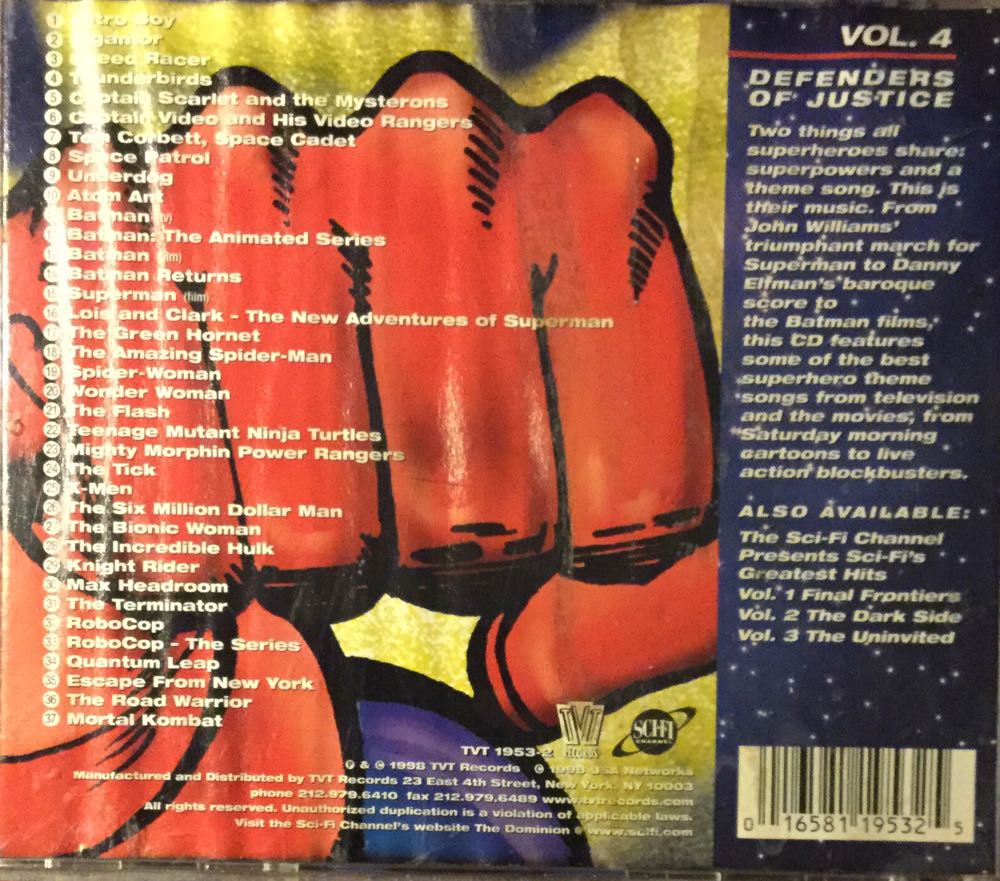 1 Astro Boy
2 Gigantor
3 Speed Racer
4 Thunderbirds
5 Captain Scarlet and the Mysterons
6 Captain Video and His Video Rangers
7 Tom Corbett, Space Cadet
8 Space Patrol
9 Underdog
10 Atom Ant
11 Batman (tv)
12 Batman: The Animated Series
13 Batman (film)
14 Batman Returns
15 Superman (film)
16 Lois and Clark - The New Adventures of Superman
17 The Green Hornet
18 The Amazing Spider-Man
19 Spider-Woman
20 Wonder Woman
21 The Flash
22 Teenage Mutant Ninja Turtles
23 Mighty Morphin Power Rangers
24 The Tick
25 X-Men
26 The Six Million Dollar Man
27 The Bionic Woman
28 The Incredible Hulk
29 Knight Rider
30 Max Headroom
31 The Terminator
32 RoboCop
33 RoboCop - The Series
34 Quantum Leap
35 Escape From New York
36 The Road Warrior
37 Mortal Kombat
TVT RECORDS
SCI-FI CHANNEL
TVT 1953-2
℗ & © 1998 TVT Records © 1998 USA Networks
Manufactured and Distributed by TVT Records 23 East 4th Street, New York, NY 10003
phone 212.979.6410 fax 212.979.6489 www.tvtrecords.com
All rights reserved. Unauthorized duplication is a violation of applicable laws.
Visit the Sci-Fi Channel's website The Dominion ® www.scifi.com
VOL. 4
DEFENDERS
OF JUSTICE
Two things all
superheroes share:
superpowers and a
theme song. This is
their music. From
John Williams'
triumphant march for
Superman to Danny
Elfman's baroque
score to
the Batman films,
this CD features
some of the best
superhero theme
songs from television
and the movies, from
Saturday morning
cartoons to live
action blockbusters.
ALSO AVAILABLE:
The Sci-Fi Channel
Presents Sci-Fi's
Greatest Hits
Vol. 1 Final Frontiers
Vol. 2 The Dark Side
Vol. 3 The Uninvited
0 16581 19532 5